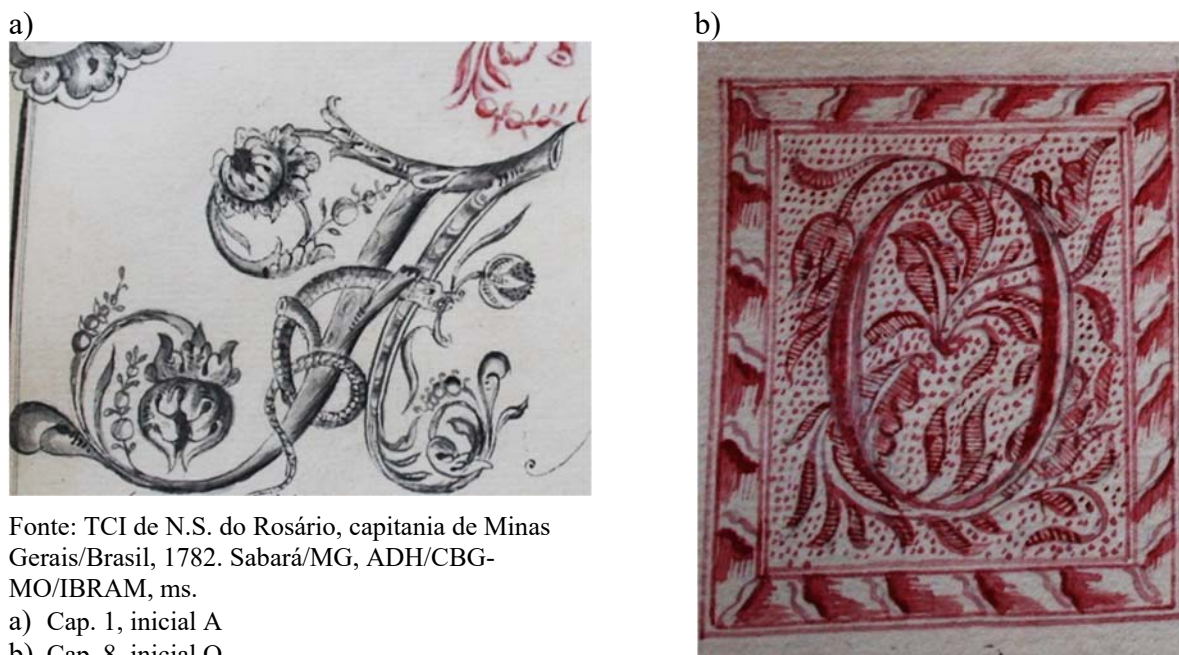 a)
b)
Fonte: TCI de N.S. do Rosário, capitania de Minas
Gerais/Brasil, 1782. Sabará/MG, ADH/CBG-
MO/IBRAM, ms.
a) Cap. 1, inicial A
b) Cap. 8, inicial O